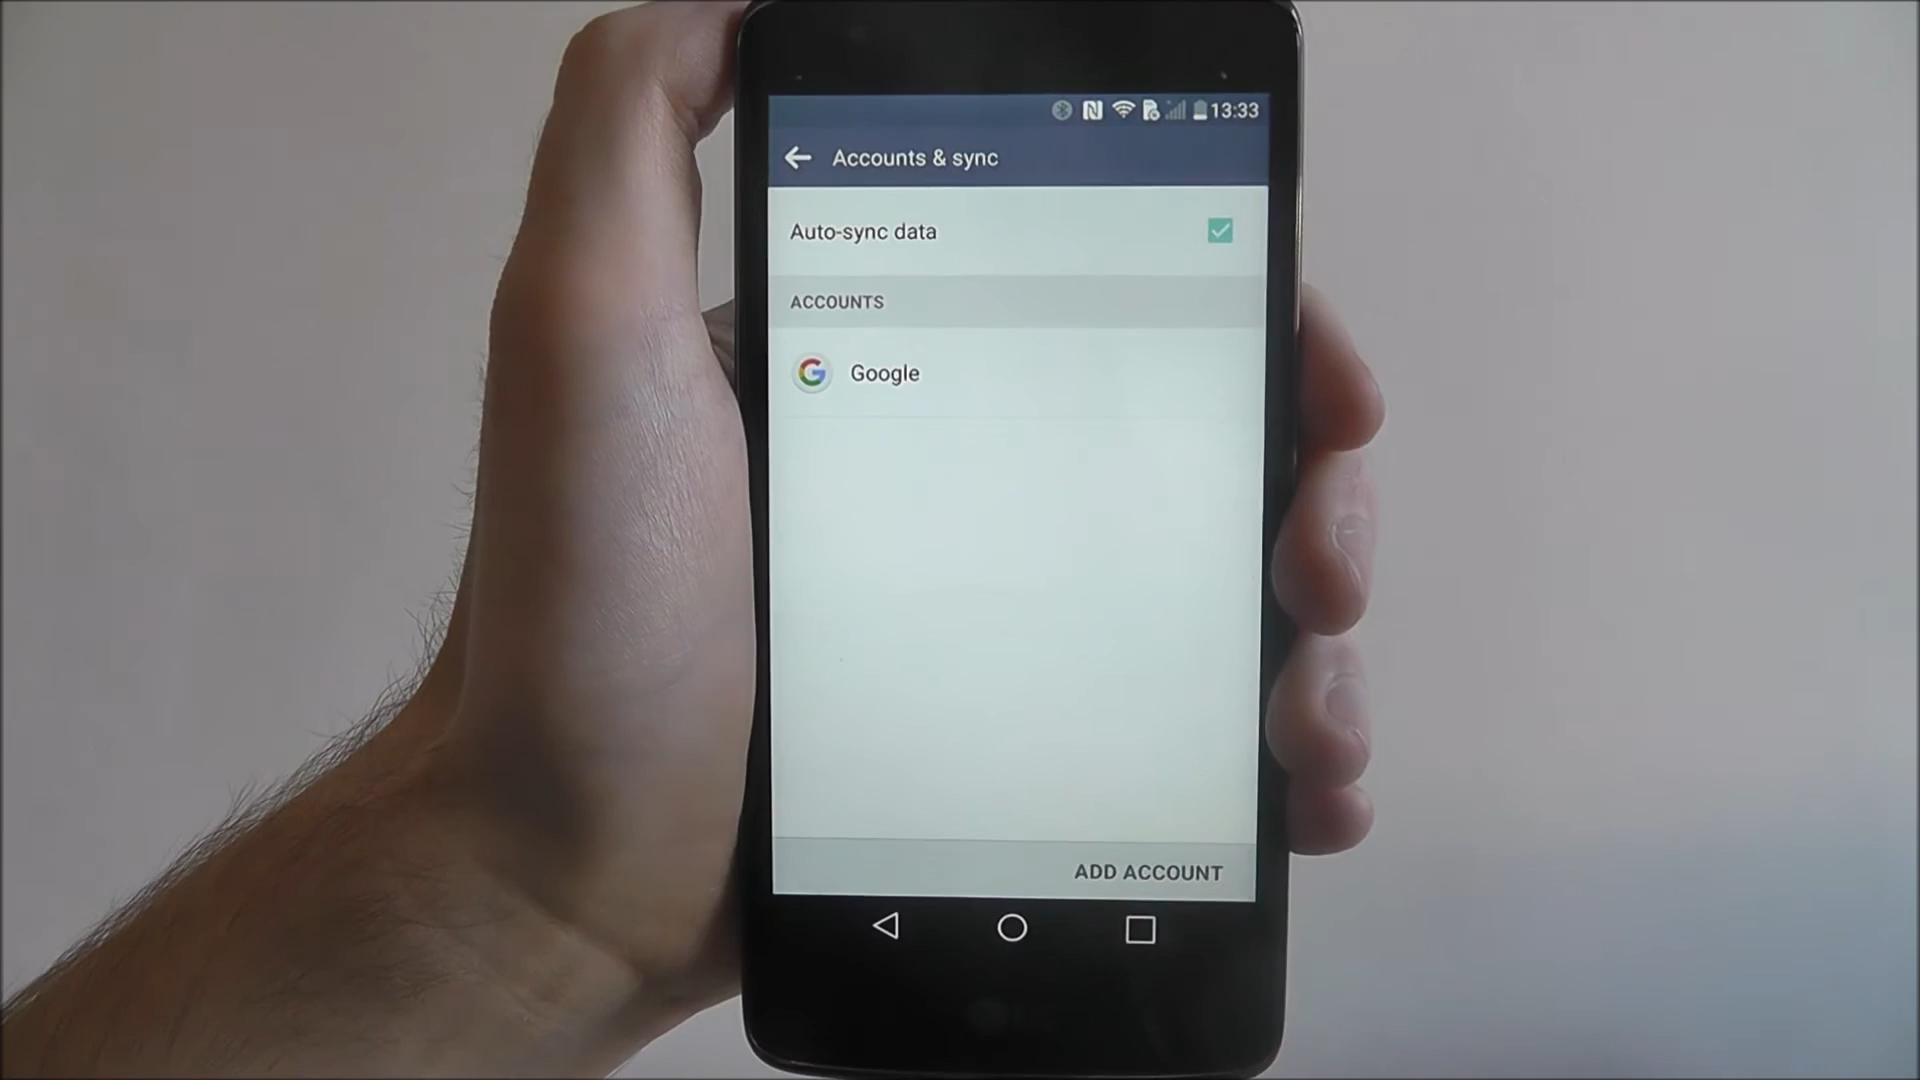 13:33
Accounts & sync
Auto-sync data
ACCOUNTS
Google
ADD ACCOUNT